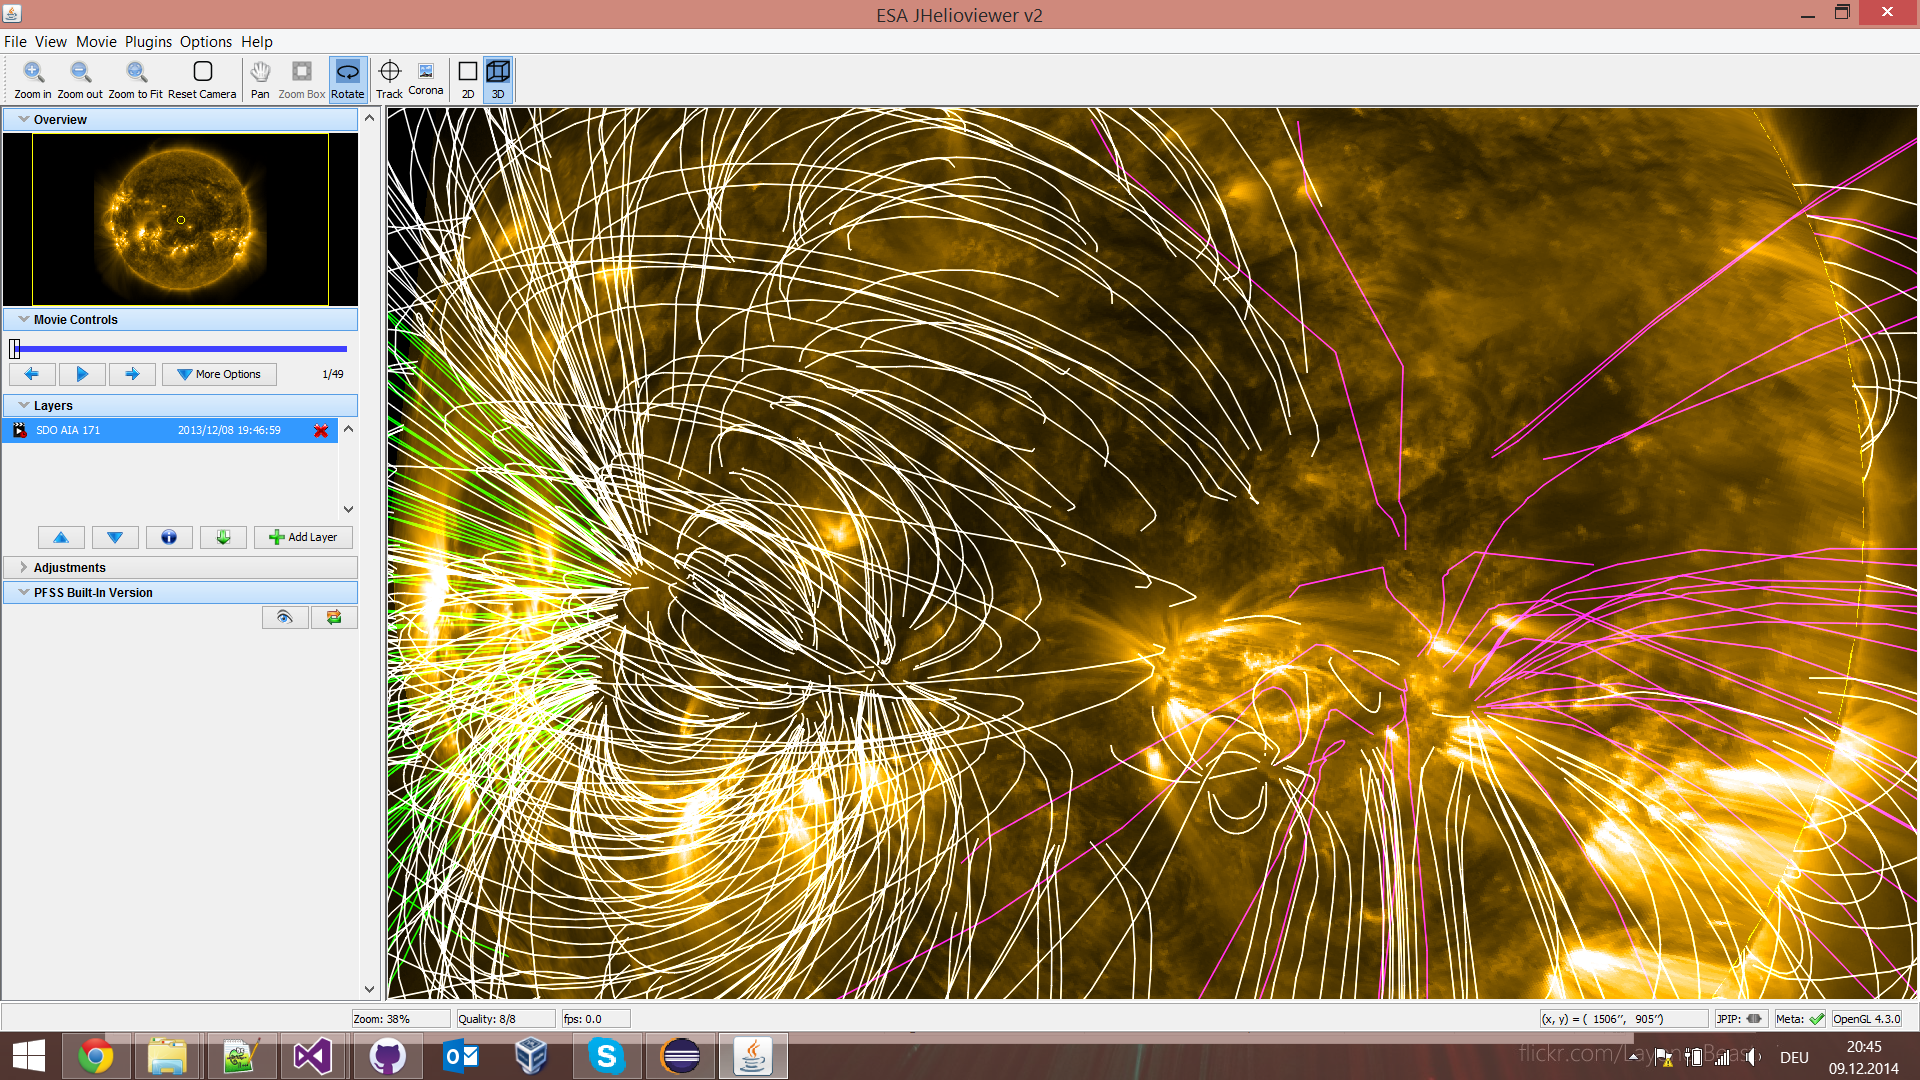 ESA JHelioviewer v2
File View Movie Plugins Options Help
Zoom in Zoom out Zoom to Fit Reset Camera Pan Zoom Box Rotate Track Corona 2D 3D
Overview
Movie Controls
More Options 1/49
Layers
SDO AIA 171 2013/12/08 19:46:59
Add Layer
Adjustments
PFSS Built-In Version
Zoom: 38% Quality: 8/8 fps: 0.0 (x, y) = ( 1506’’, 905’’) JPIP: Meta: OpenGL 4.3.0
20:45
DEU
09.12.2014